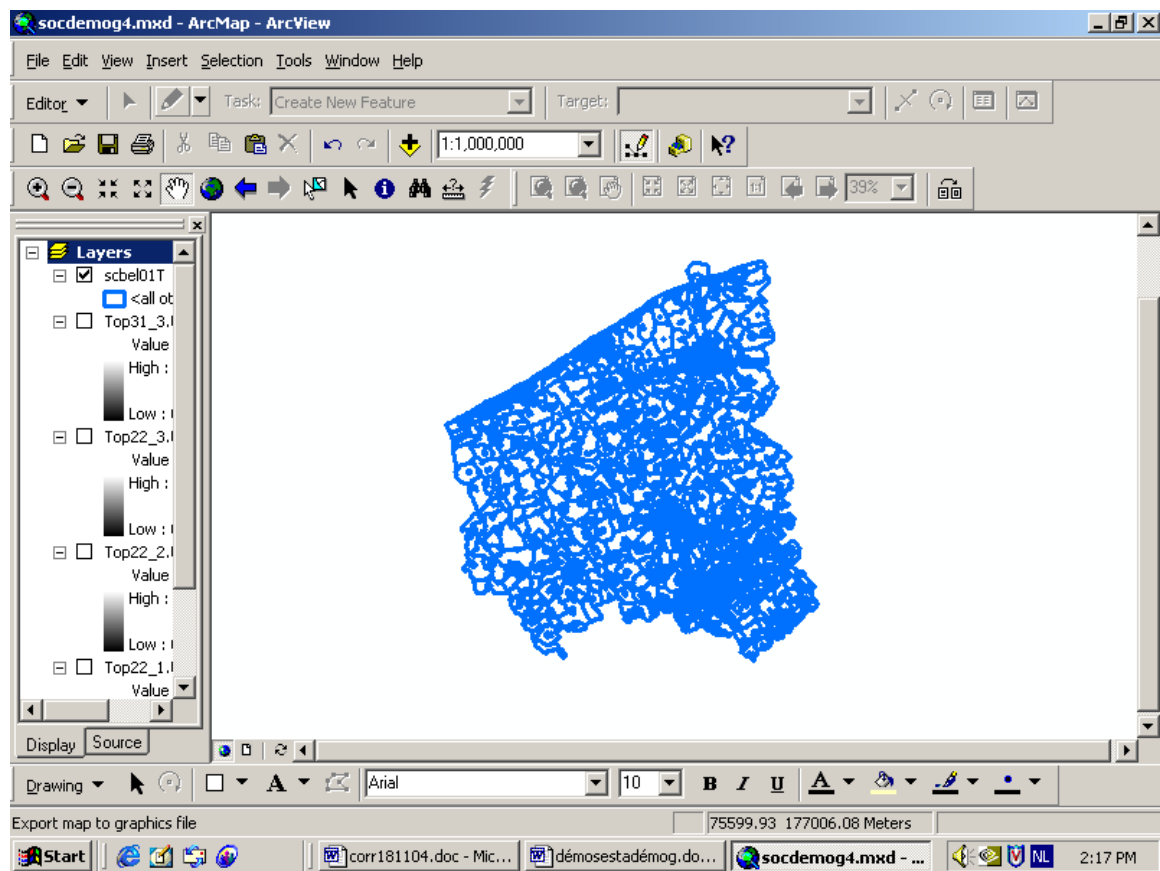 socdemog4.mxd - ArcMap - ArcView
File Edit View Insert Selection Tools Window Help
Editor Task: Create New Feature Target:
1:1,000,000
1:1 39%
Layers
scbel01T
<all ot
Top31_3.
Value
High :
Low :
Top22_3.
Value
High :
Low :
Top22_2.
Value
High :
Low :
Top22_1.
Value
Display Source
Drawing A Arial 10 B I U A
Export map to graphics file 75599.93 177006.08 Meters
Start corr181104.doc - Mic... démosestadémog.do... socdemog4.mxd - ... NL 2:17 PM